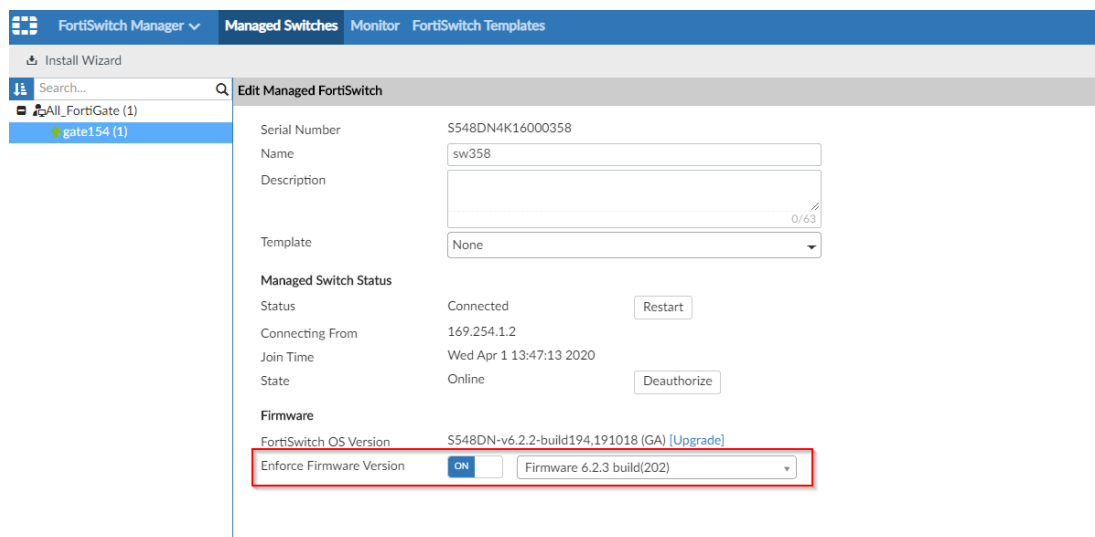 FortiSwitch Manager Managed Switches Monitor FortiSwitch Templates
Install Wizard
Search...
Edit Managed FortiSwitch
All_FortiGate (1)
gate154 (1)
Serial Number S548DN4K16000358
Name sw358
Description
0/63
Template None
Managed Switch Status
Status Connected Restart
Connecting From 169.254.1.2
Join Time Wed Apr 1 13:47:13 2020
State Online Deauthorize
Firmware
FortiSwitch OS Version S548DN-v6.2.2-build194,191018 (GA) [Upgrade]
Enforce Firmware Version ON Firmware 6.2.3 build(202)